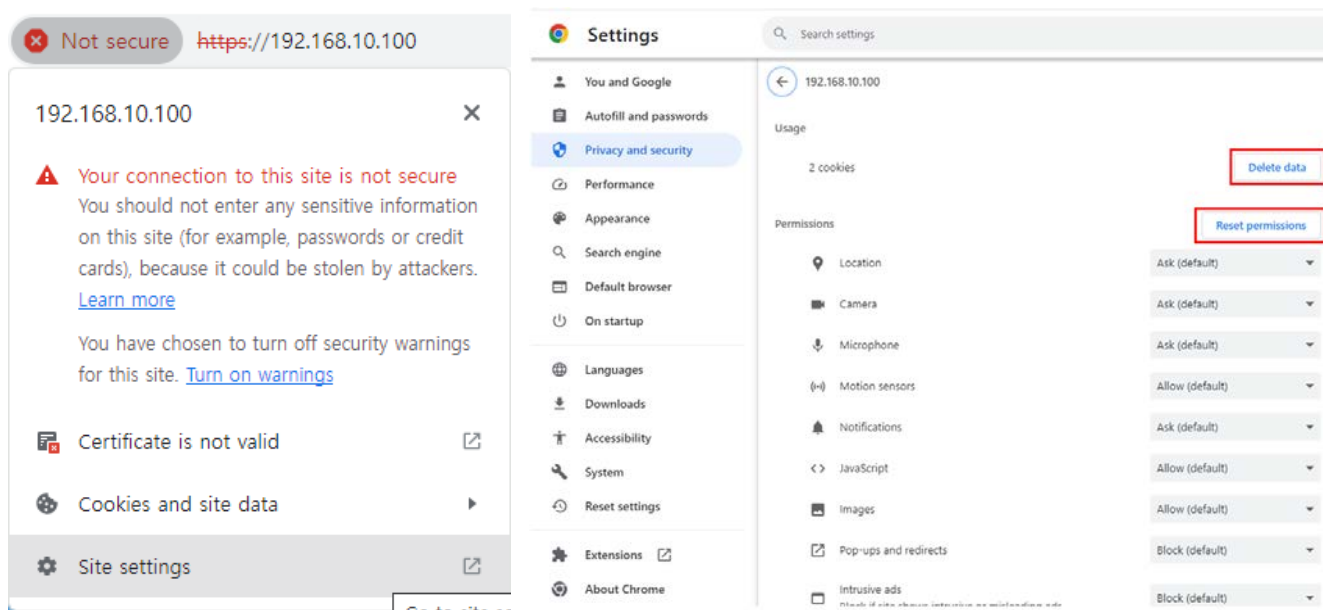 Not secure https://192.168.10.100
192.168.10.100
Your connection to this site is not secure
You should not enter any sensitive information
on this site (for example, passwords or credit
cards), because it could be stolen by attackers.
Learn more
You have chosen to turn off security warnings
for this site. Turn on warnings
Certificate is not valid
Cookies and site data
Site settings
Settings
Search settings
You and Google
Autofill and passwords
Privacy and security
Performance
Appearance
Search engine
Default browser
On startup
Languages
Downloads
Accessibility
System
Reset settings
Extensions
About Chrome
192.168.10.100
Usage
2 cookies
Delete data
Permissions
Reset permissions
Location Ask (default)
Camera Ask (default)
Microphone Ask (default)
Motion sensors Allow (default)
Notifications Ask (default)
JavaScript Allow (default)
Images Allow (default)
Pop-ups and redirects Block (default)
Intrusive ads Block (default)